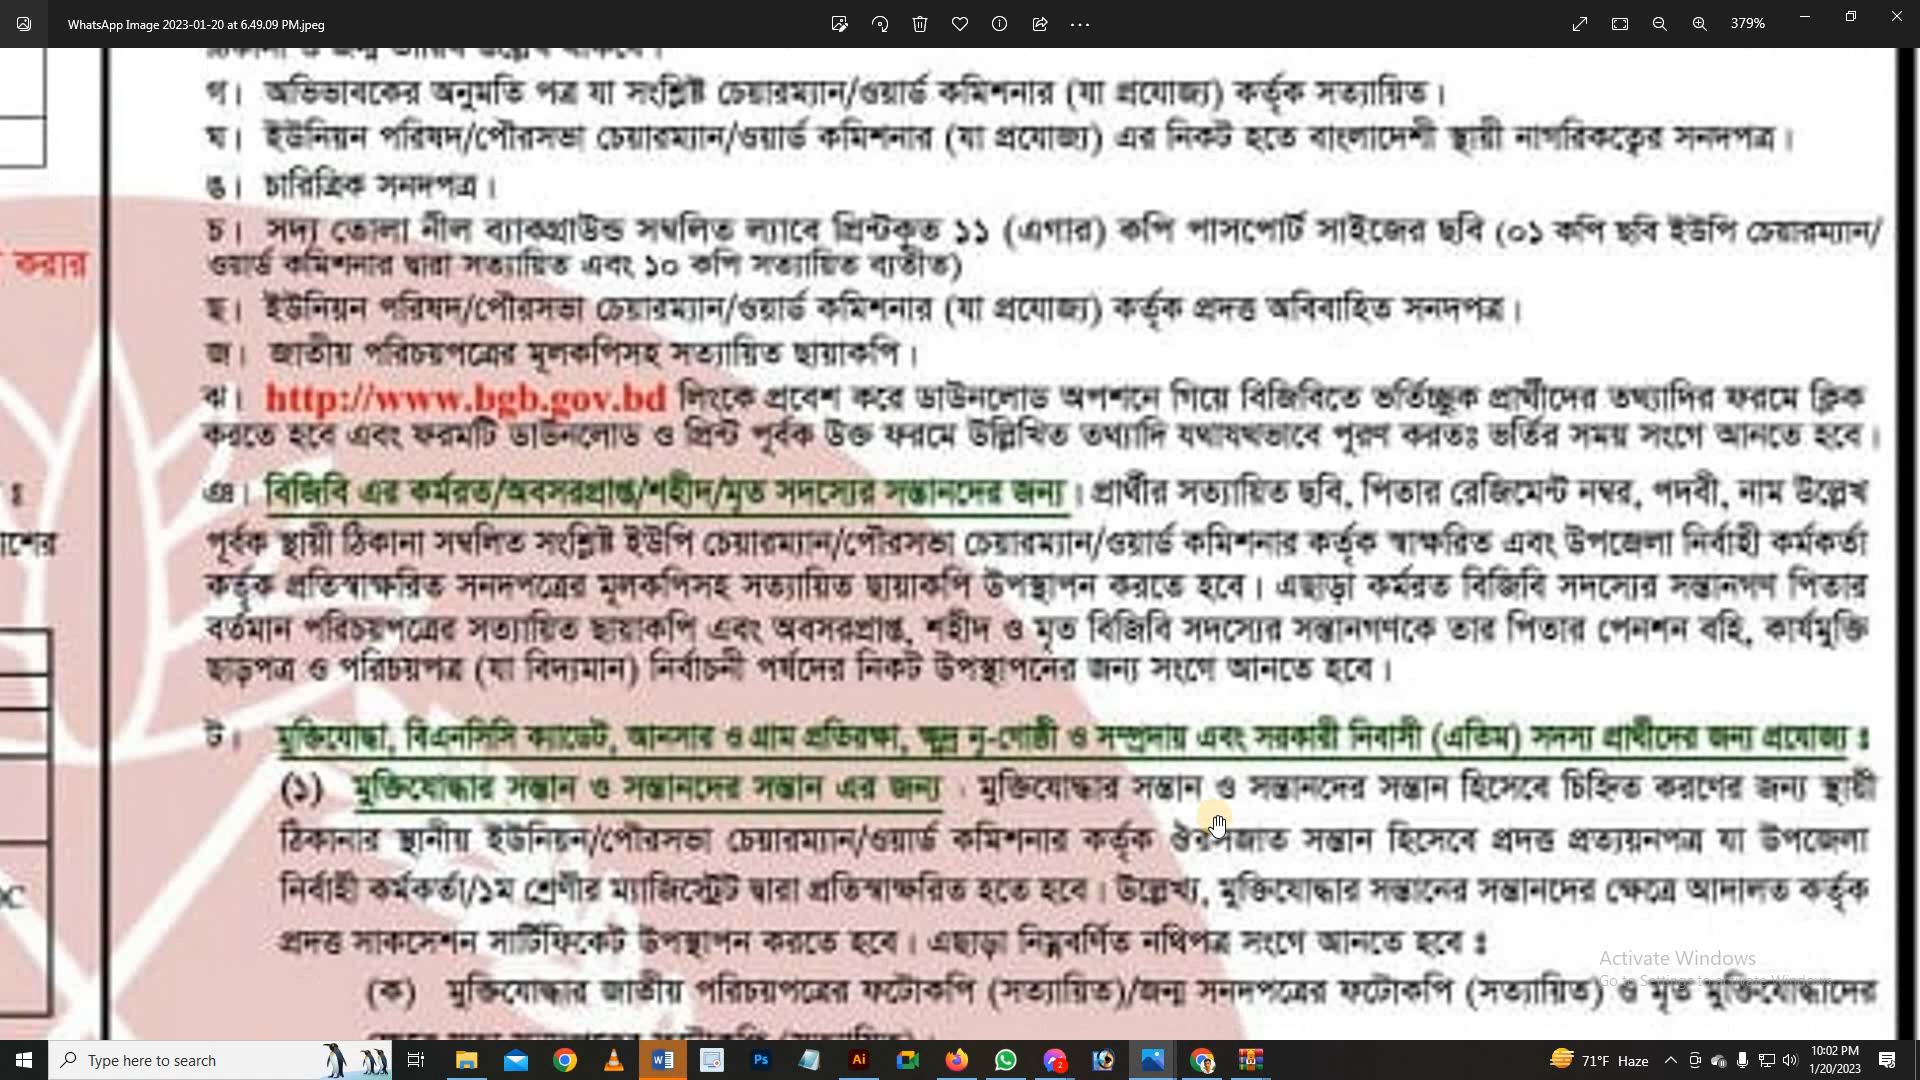 WhatsApp Image 2023-01-20 at 6.49.09 PM.jpeg
379%
গ। অভিভাবকের অনুমতি পত্র যা সংশ্লিষ্ট চেয়ারম্যান/ওয়ার্ড কমিশনার (যা প্রযোজ্য) কর্তৃক সত্যায়িত।
ঘ। ইউনিয়ন পরিষদ/পৌরসভা চেয়ারম্যান/ওয়ার্ড কমিশনার (যা প্রযোজ্য) এর নিকট হতে বাংলাদেশী স্থায়ী নাগরিকত্বের সনদপত্র।
ঙ। চারিত্রিক সনদপত্র।
চ। সদ্য তোলা নীল ব্যাকগ্রাউন্ড সম্বলিত ল্যাবে প্রিন্টকৃত ১১ (এগার) কপি পাসপোর্ট সাইজের ছবি (০১ কপি ছবি ইউপি চেয়ারম্যান/
করার
ওয়ার্ড কমিশনার দ্বারা সত্যায়িত এবং ১০ কপি সত্যায়িত ব্যতীত)
ছ। ইউনিয়ন পরিষদ/পৌরসভা চেয়ারম্যান/ওয়ার্ড কমিশনার (যা প্রযোজ্য) কর্তৃক প্রদত্ত অবিবাহিত সনদপত্র।
জ। জাতীয় পরিচয়পত্রের মূলকপিসহ সত্যায়িত ছায়াকপি।
ঝ। http://www.bgb.gov.bd লিংকে প্রবেশ করে ডাউনলোড অপশনে গিয়ে বিজিবিতে ভর্তিচ্ছুক প্রার্থীদের তথ্যাদির ফরমে ক্লিক
করতে হবে এবং ফরমটি ডাউনলোড ও প্রিন্ট পূর্বক উক্ত ফরমে উল্লিখিত তথ্যাদি যথাযথভাবে পূরণ করতঃ ভর্তির সময় সংগে আনতে হবে।
ঞ। বিজিবি এর কর্মরত/অবসরপ্রাপ্ত/শহীদ/মৃত সদস্যের সন্তানদের জন্য। প্রার্থীর সত্যায়িত ছবি, পিতার রেজিমেন্ট নম্বর, পদবী, নাম উল্লেখ
পূর্বক স্থায়ী ঠিকানা সম্বলিত সংশ্লিষ্ট ইউপি চেয়ারম্যান/পৌরসভা চেয়ারম্যান/ওয়ার্ড কমিশনার কর্তৃক স্বাক্ষরিত এবং উপজেলা নির্বাহী কর্মকর্তা
কর্তৃক প্রতিস্বাক্ষরিত সনদপত্রের মূলকপিসহ সত্যায়িত ছায়াকপি উপস্থাপন করতে হবে। এছাড়া কর্মরত বিজিবি সদস্যের সন্তানগণ পিতার
বর্তমান পরিচয়পত্রের সত্যায়িত ছায়াকপি এবং অবসরপ্রাপ্ত, শহীদ ও মৃত বিজিবি সদস্যের সন্তানগণকে তার পিতার পেনশন বহি, কার্যমুক্তি
ছাড়পত্র ও পরিচয়পত্র (যা বিদ্যমান) নির্বাচনী পর্ষদের নিকট উপস্থাপনের জন্য সংগে আনতে হবে।
ট। মুক্তিযোদ্ধা, বিএনসিসি ক্যাডেট, আনসার ও গ্রাম প্রতিরক্ষা, ক্ষুদ্র নৃ-গোষ্ঠী ও সম্প্রদায় এবং সরকারী নিবাসী (এতিম) সদস্য প্রার্থীদের জন্য প্রযোজ্য ঃ
(১) মুক্তিযোদ্ধার সন্তান ও সন্তানদের সন্তান এর জন্য । মুক্তিযোদ্ধার সন্তান ও সন্তানদের সন্তান হিসেবে চিহ্নিত করণের জন্য স্থায়ী
ঠিকানার স্থানীয় ইউনিয়ন/পৌরসভা চেয়ারম্যান/ওয়ার্ড কমিশনার কর্তৃক ঔরসজাত সন্তান হিসেবে প্রদত্ত প্রত্যয়নপত্র যা উপজেলা
নির্বাহী কর্মকর্তা/১ম শ্রেণীর ম্যাজিস্ট্রেট দ্বারা প্রতিস্বাক্ষরিত হতে হবে। উল্লেখ্য, মুক্তিযোদ্ধার সন্তানের সন্তানদের ক্ষেত্রে আদালত কর্তৃক
প্রদত্ত সাকসেশন সার্টিফিকেট উপস্থাপন করতে হবে। এছাড়া নিম্নবর্ণিত নথিপত্র সংগে আনতে হবে ঃ
(ক) মুক্তিযোদ্ধার জাতীয় পরিচয়পত্রের ফটোকপি (সত্যায়িত)/জন্ম সনদপত্রের ফটোকপি (সত্যায়িত) ও মৃত মুক্তিযোদ্ধাদের
Activate Windows
Go to Settings to activate Windows.
Type here to search
71°F Haze
10:02 PM
1/20/2023